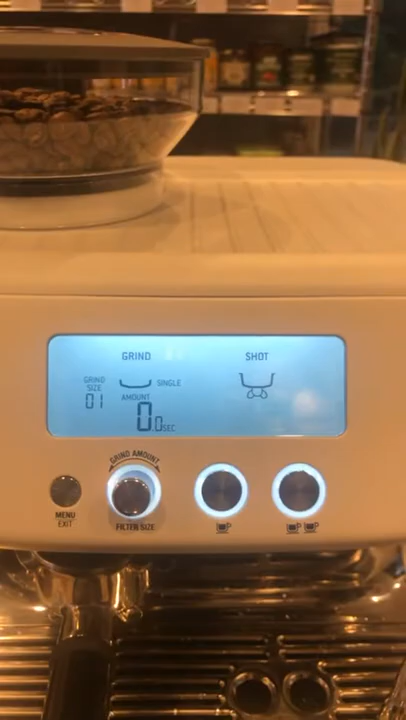 GRIND
SHOT
GRIND
SIZE
01
SINGLE
AMOUNT
0.0SEC
GRIND AMOUNT
MENU
EXIT
FILTER SIZE